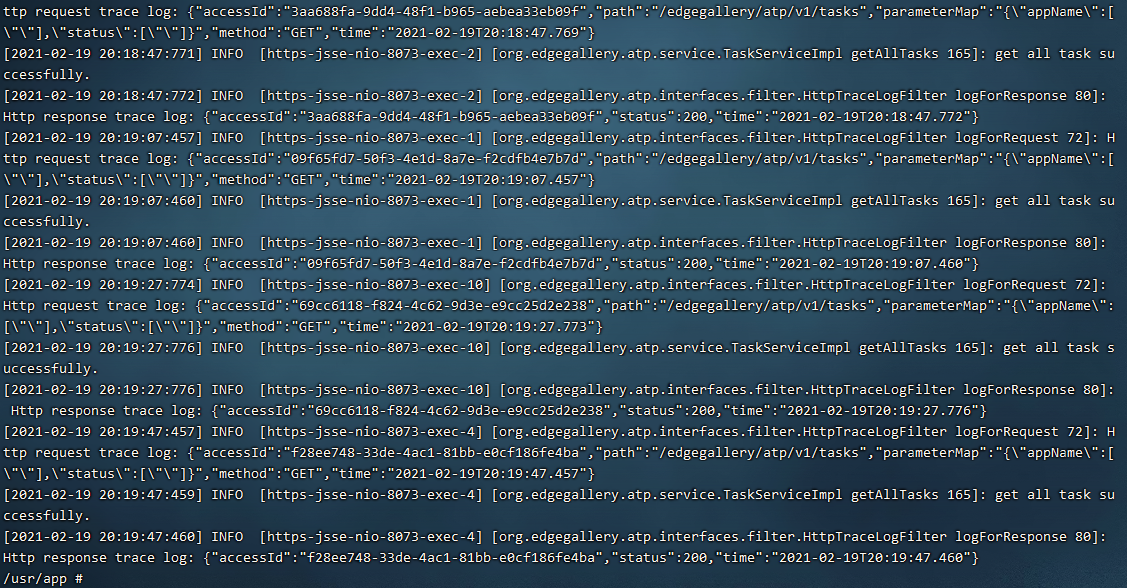 ttp request trace log: {"accessId":"3aa688fa-9dd4-48f1-b965-aebea33eb09f","path":"/edgegallery/atp/v1/tasks","parameterMap":"{\"appName\":[
\"\"],\"status\":[\"\"]}","method":"GET","time":"2021-02-19T20:18:47.769"}
[2021-02-19 20:18:47:771] INFO  [https-jsse-nio-8073-exec-2] [org.edgegallery.atp.service.TaskServiceImpl getAllTasks 165]: get all task su
ccessfully.
[2021-02-19 20:18:47:772] INFO  [https-jsse-nio-8073-exec-2] [org.edgegallery.atp.interfaces.filter.HttpTraceLogFilter logForResponse 80]:
Http response trace log: {"accessId":"3aa688fa-9dd4-48f1-b965-aebea33eb09f","status":200,"time":"2021-02-19T20:18:47.772"}
[2021-02-19 20:19:07:457] INFO  [https-jsse-nio-8073-exec-1] [org.edgegallery.atp.interfaces.filter.HttpTraceLogFilter logForRequest 72]: H
ttp request trace log: {"accessId":"09f65fd7-50f3-4e1d-8a7e-f2cdfb4e7b7d","path":"/edgegallery/atp/v1/tasks","parameterMap":"{\"appName\":[
\"\"],\"status\":[\"\"]}","method":"GET","time":"2021-02-19T20:19:07.457"}
[2021-02-19 20:19:07:460] INFO  [https-jsse-nio-8073-exec-1] [org.edgegallery.atp.service.TaskServiceImpl getAllTasks 165]: get all task su
ccessfully.
[2021-02-19 20:19:07:460] INFO  [https-jsse-nio-8073-exec-1] [org.edgegallery.atp.interfaces.filter.HttpTraceLogFilter logForResponse 80]:
Http response trace log: {"accessId":"09f65fd7-50f3-4e1d-8a7e-f2cdfb4e7b7d","status":200,"time":"2021-02-19T20:19:07.460"}
[2021-02-19 20:19:27:774] INFO  [https-jsse-nio-8073-exec-10] [org.edgegallery.atp.interfaces.filter.HttpTraceLogFilter logForRequest 72]:
Http request trace log: {"accessId":"69cc6118-f824-4c62-9d3e-e9cc25d2e238","path":"/edgegallery/atp/v1/tasks","parameterMap":"{\"appName\":
[\"\"],\"status\":[\"\"]}","method":"GET","time":"2021-02-19T20:19:27.773"}
[2021-02-19 20:19:27:776] INFO  [https-jsse-nio-8073-exec-10] [org.edgegallery.atp.service.TaskServiceImpl getAllTasks 165]: get all task s
uccessfully.
[2021-02-19 20:19:27:776] INFO  [https-jsse-nio-8073-exec-10] [org.edgegallery.atp.interfaces.filter.HttpTraceLogFilter logForResponse 80]:
 Http response trace log: {"accessId":"69cc6118-f824-4c62-9d3e-e9cc25d2e238","status":200,"time":"2021-02-19T20:19:27.776"}
[2021-02-19 20:19:47:457] INFO  [https-jsse-nio-8073-exec-4] [org.edgegallery.atp.interfaces.filter.HttpTraceLogFilter logForRequest 72]: H
ttp request trace log: {"accessId":"f28ee748-33de-4ac1-81bb-e0cf186fe4ba","path":"/edgegallery/atp/v1/tasks","parameterMap":"{\"appName\":[
\"\"],\"status\":[\"\"]}","method":"GET","time":"2021-02-19T20:19:47.457"}
[2021-02-19 20:19:47:459] INFO  [https-jsse-nio-8073-exec-4] [org.edgegallery.atp.service.TaskServiceImpl getAllTasks 165]: get all task su
ccessfully.
[2021-02-19 20:19:47:460] INFO  [https-jsse-nio-8073-exec-4] [org.edgegallery.atp.interfaces.filter.HttpTraceLogFilter logForResponse 80]:
Http response trace log: {"accessId":"f28ee748-33de-4ac1-81bb-e0cf186fe4ba","status":200,"time":"2021-02-19T20:19:47.460"}
/usr/app #